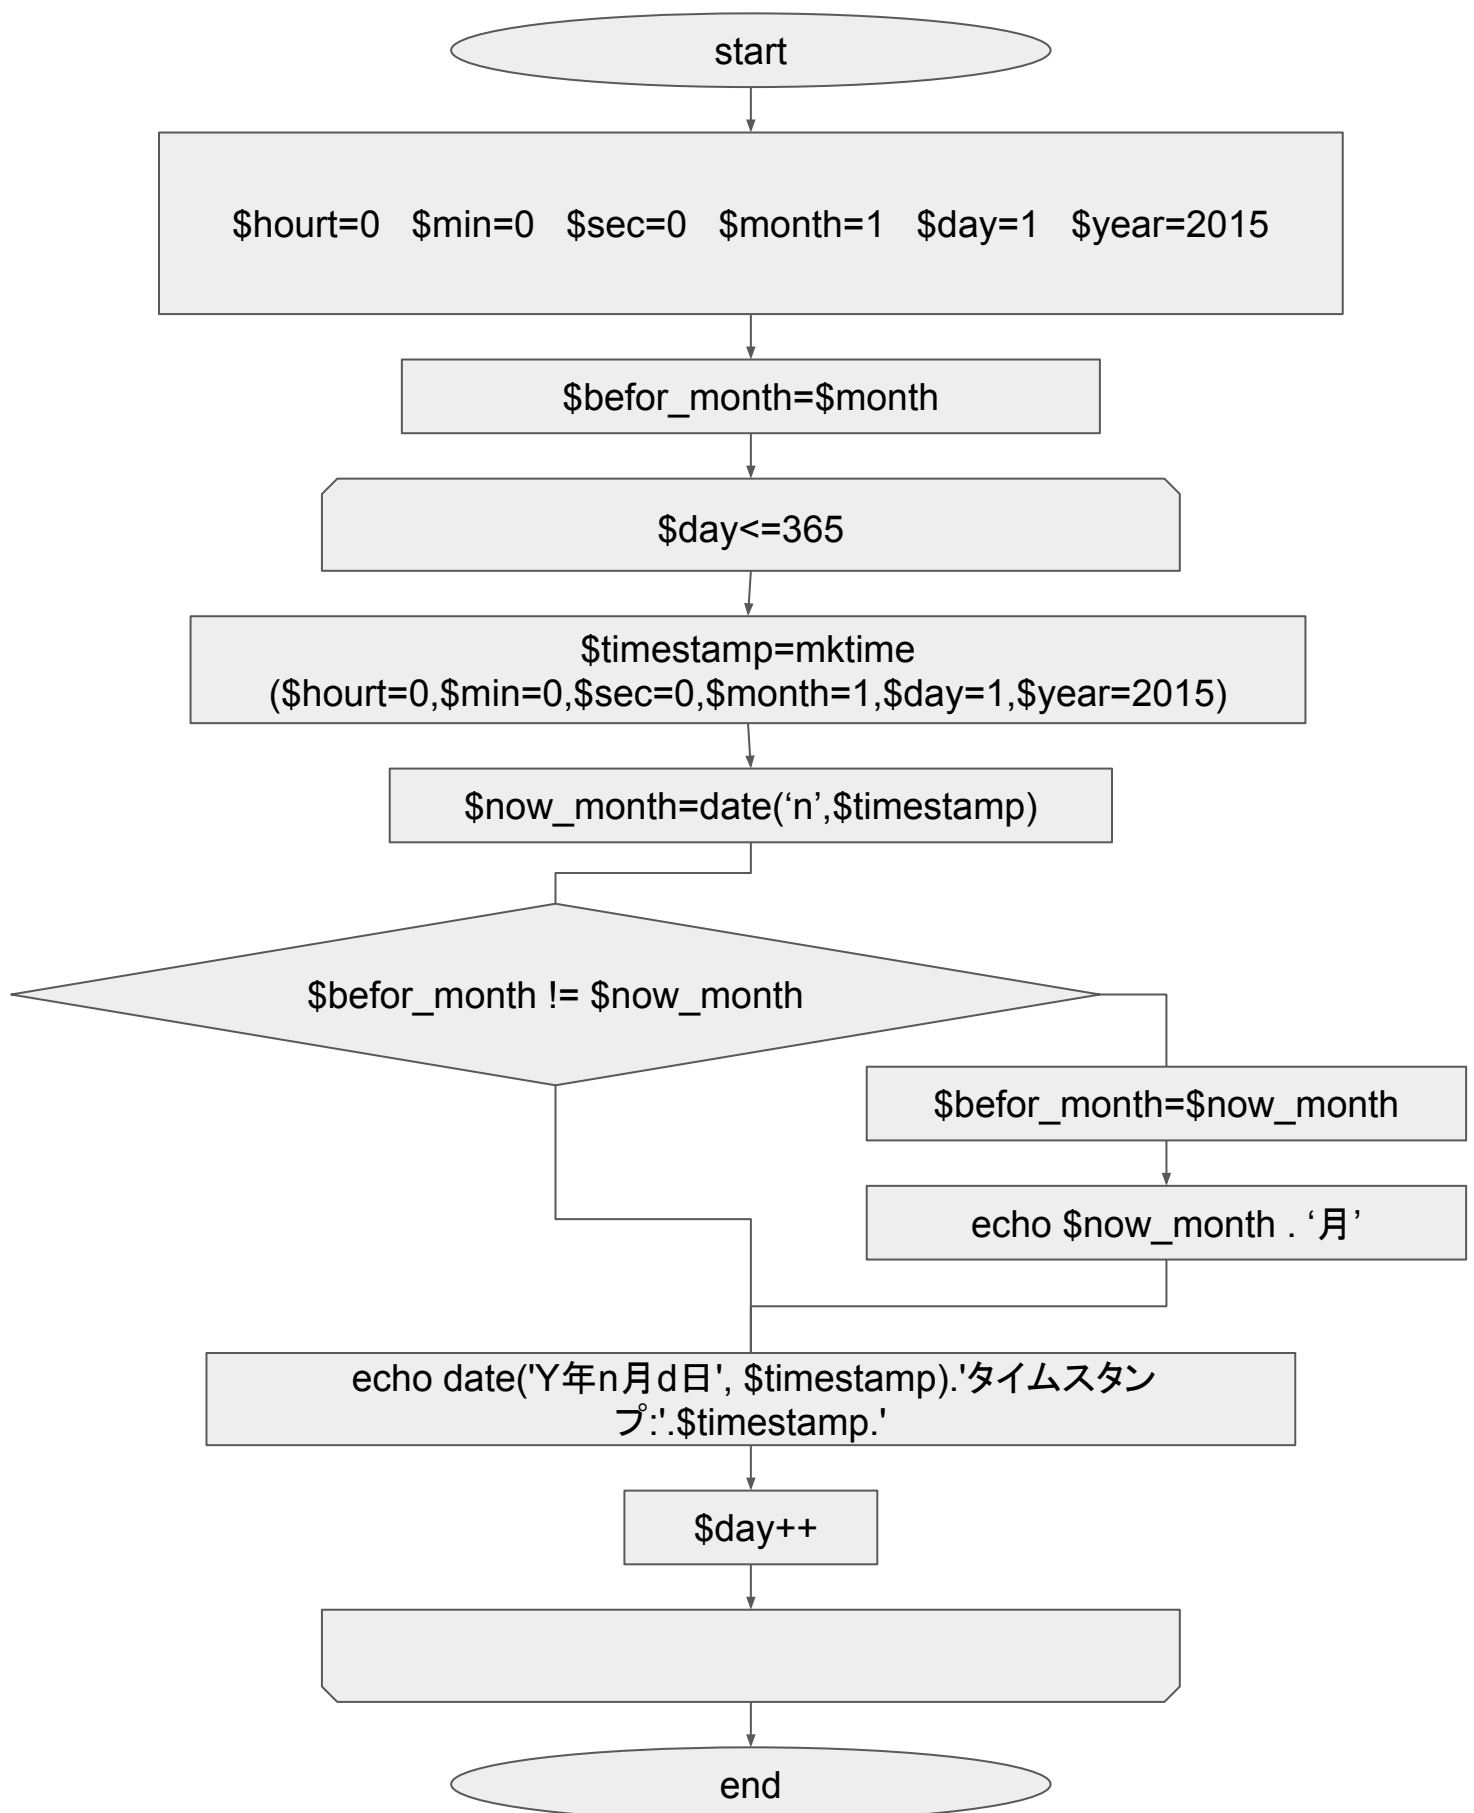 start
$hourt=0 $min=0 $sec=0 $month=1 $day=1 $year=2015
$befor_month=$month
$day<=365
$timestamp=mktime
($hourt=0,$min=0,$sec=0,$month=1,$day=1,$year=2015)
$now_month=date(‘n’,$timestamp)
$befor_month != $now_month
$befor_month=$now_month
echo $now_month . ‘月’
echo date('Y年n月d日', $timestamp).'タイムスタン
プ:'.$timestamp.'
$day++
end